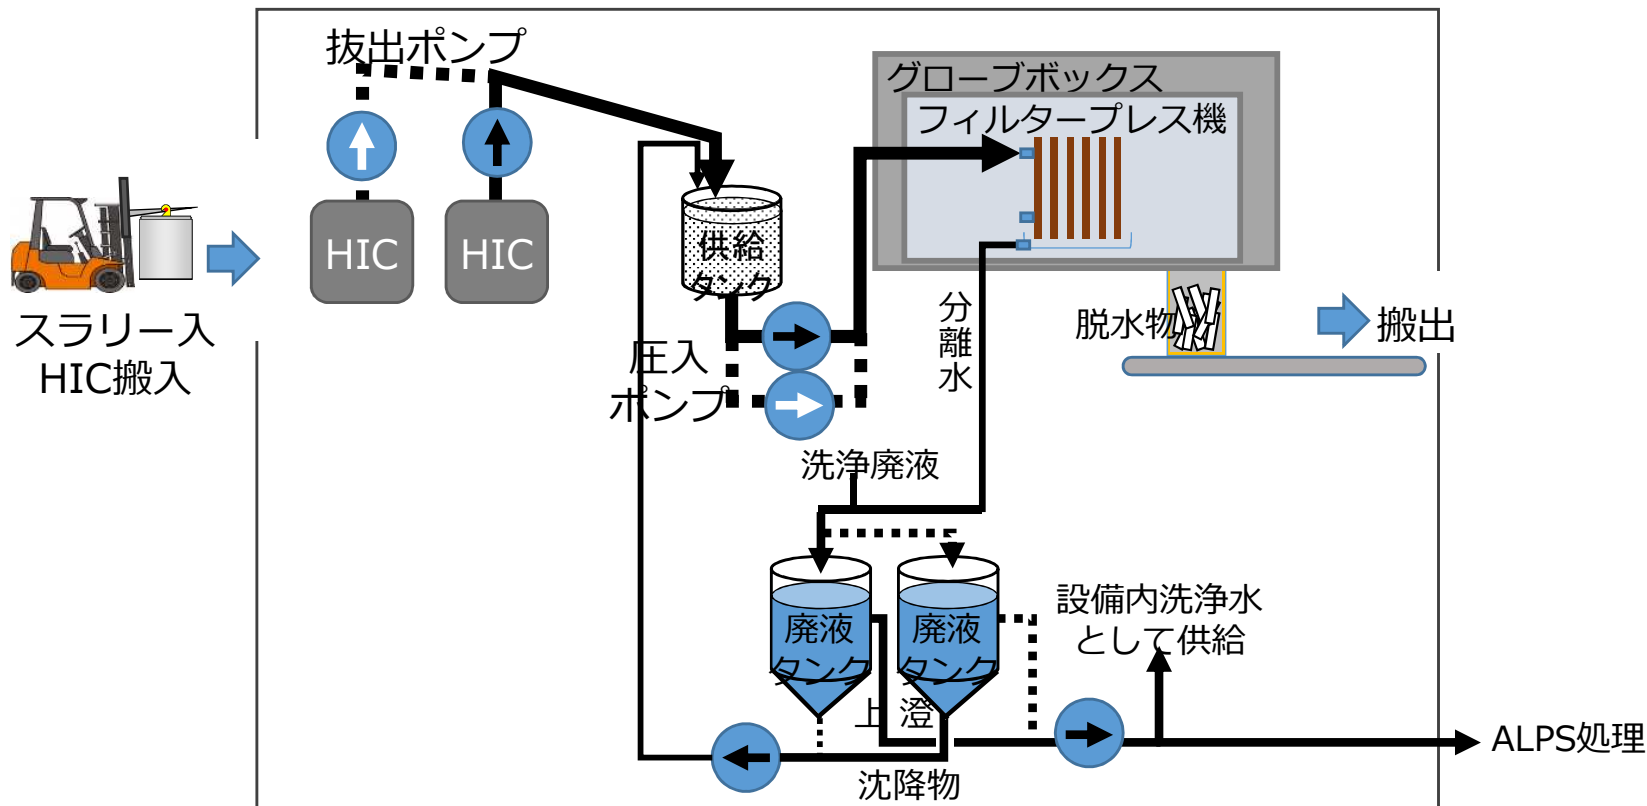 抜出ポンプ
グローブボックス
フィルタープレス機
HIC
HIC
スラリー入
HIC搬入
供給
タンク
圧入
ポンプ
分離水
脱水物
搬出
洗浄廃液
廃液
タンク
廃液
タンク
上澄
沈降物
設備内洗浄水
として供給
ALPS処理